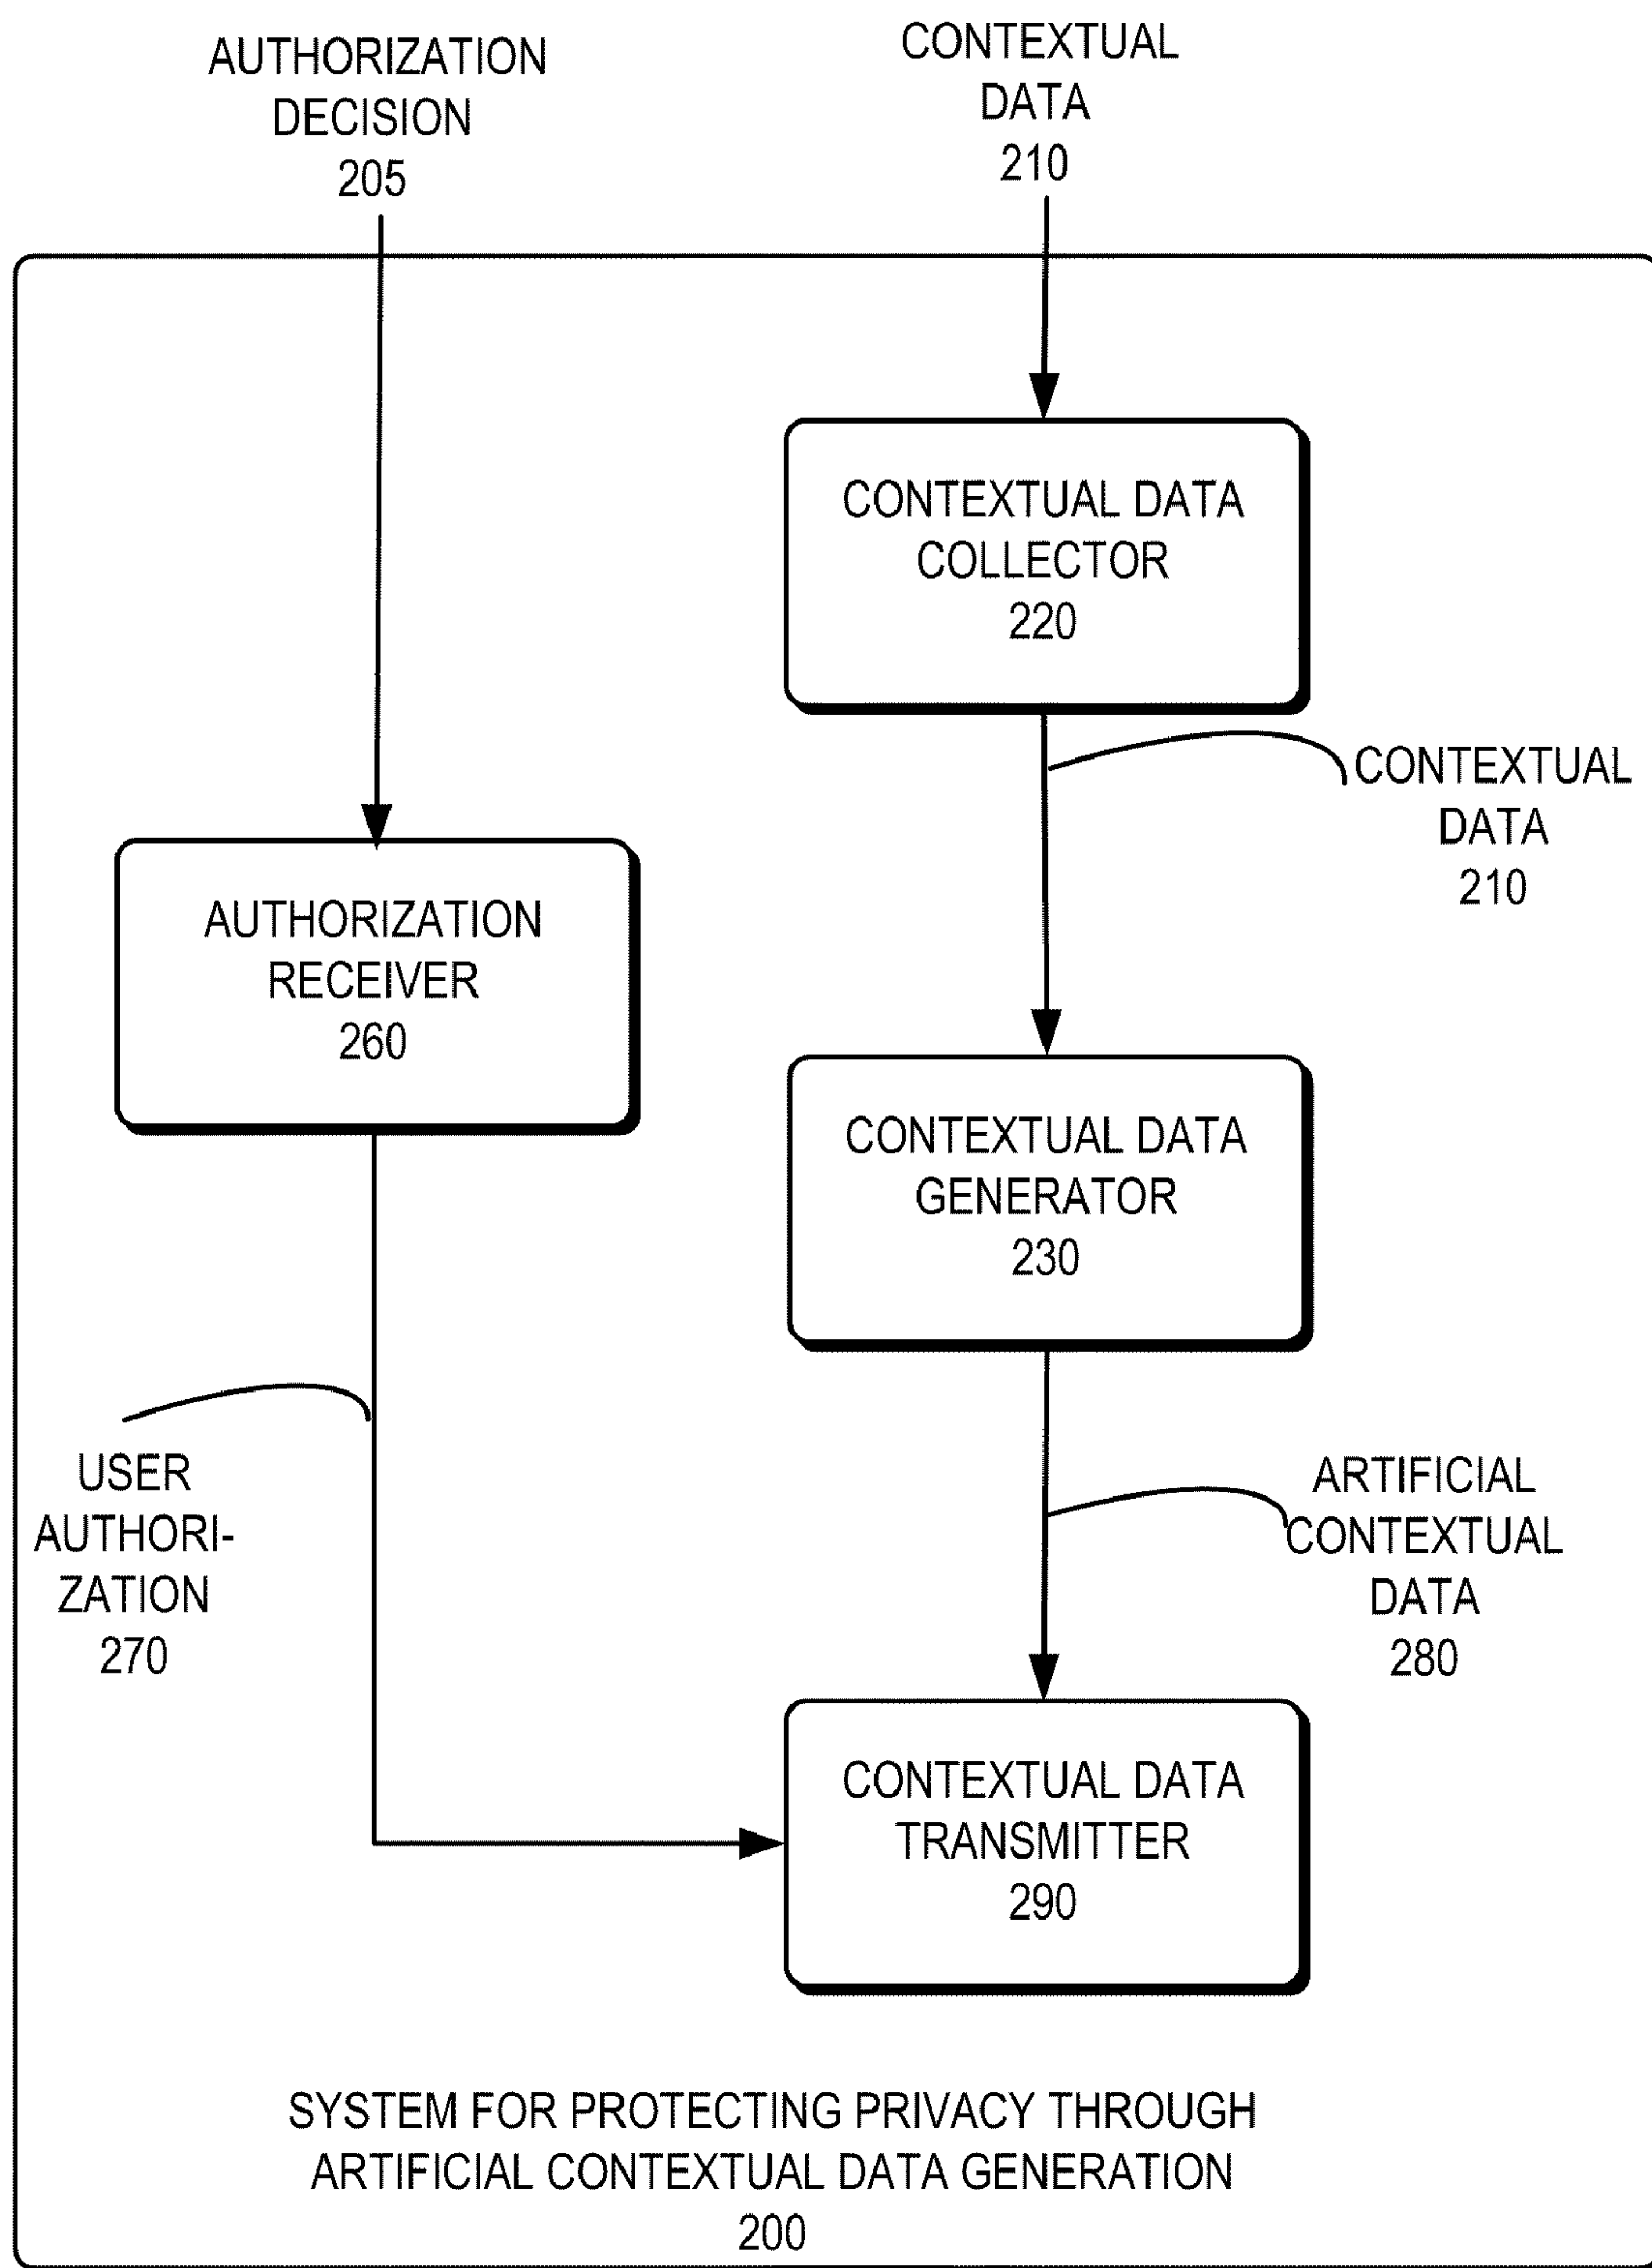 AUTHORIZATION
DECISION
205
CONTEXTUAL
DATA
210
CONTEXTUAL DATA
COLLECTOR
220
CONTEXTUAL
DATA
210
AUTHORIZATION
RECEIVER
260
CONTEXTUAL DATA
GENERATOR
230
USER
AUTHORI-
ZATION
270
ARTIFICIAL
CONTEXTUAL
DATA
280
CONTEXTUAL DATA
TRANSMITTER
290
SYSTEM FOR PROTECTING PRIVACY THROUGH
ARTIFICIAL CONTEXTUAL DATA GENERATION
200